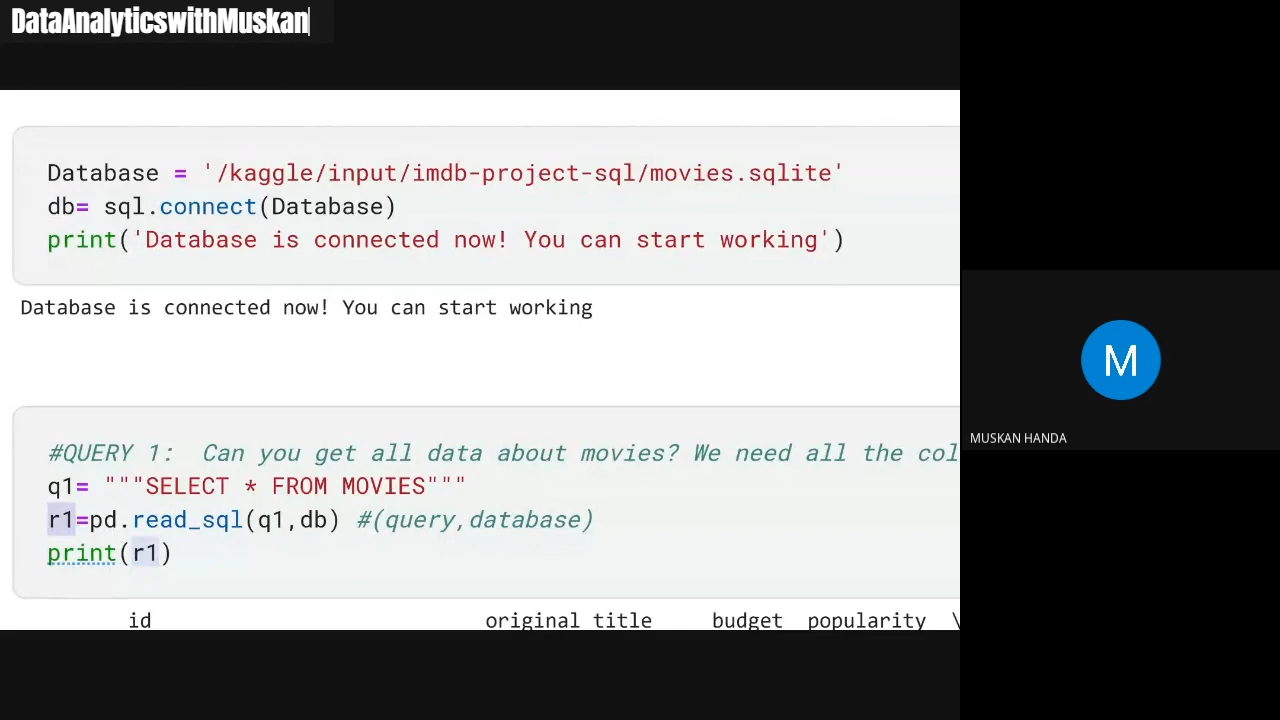 DataAnalyticswithMuskan
Database = '/kaggle/input/imdb-project-sql/movies.sqlite'
db= sql.connect(Database)
print('Database is connected now! You can start working')
Database is connected now! You can start working
#QUERY 1:  Can you get all data about movies? We need all the col
q1= """SELECT * FROM MOVIES"""
r1=pd.read_sql(q1,db) #(query,database)
print(r1)
id original_title budget popularity \
M
MUSKAN HANDA